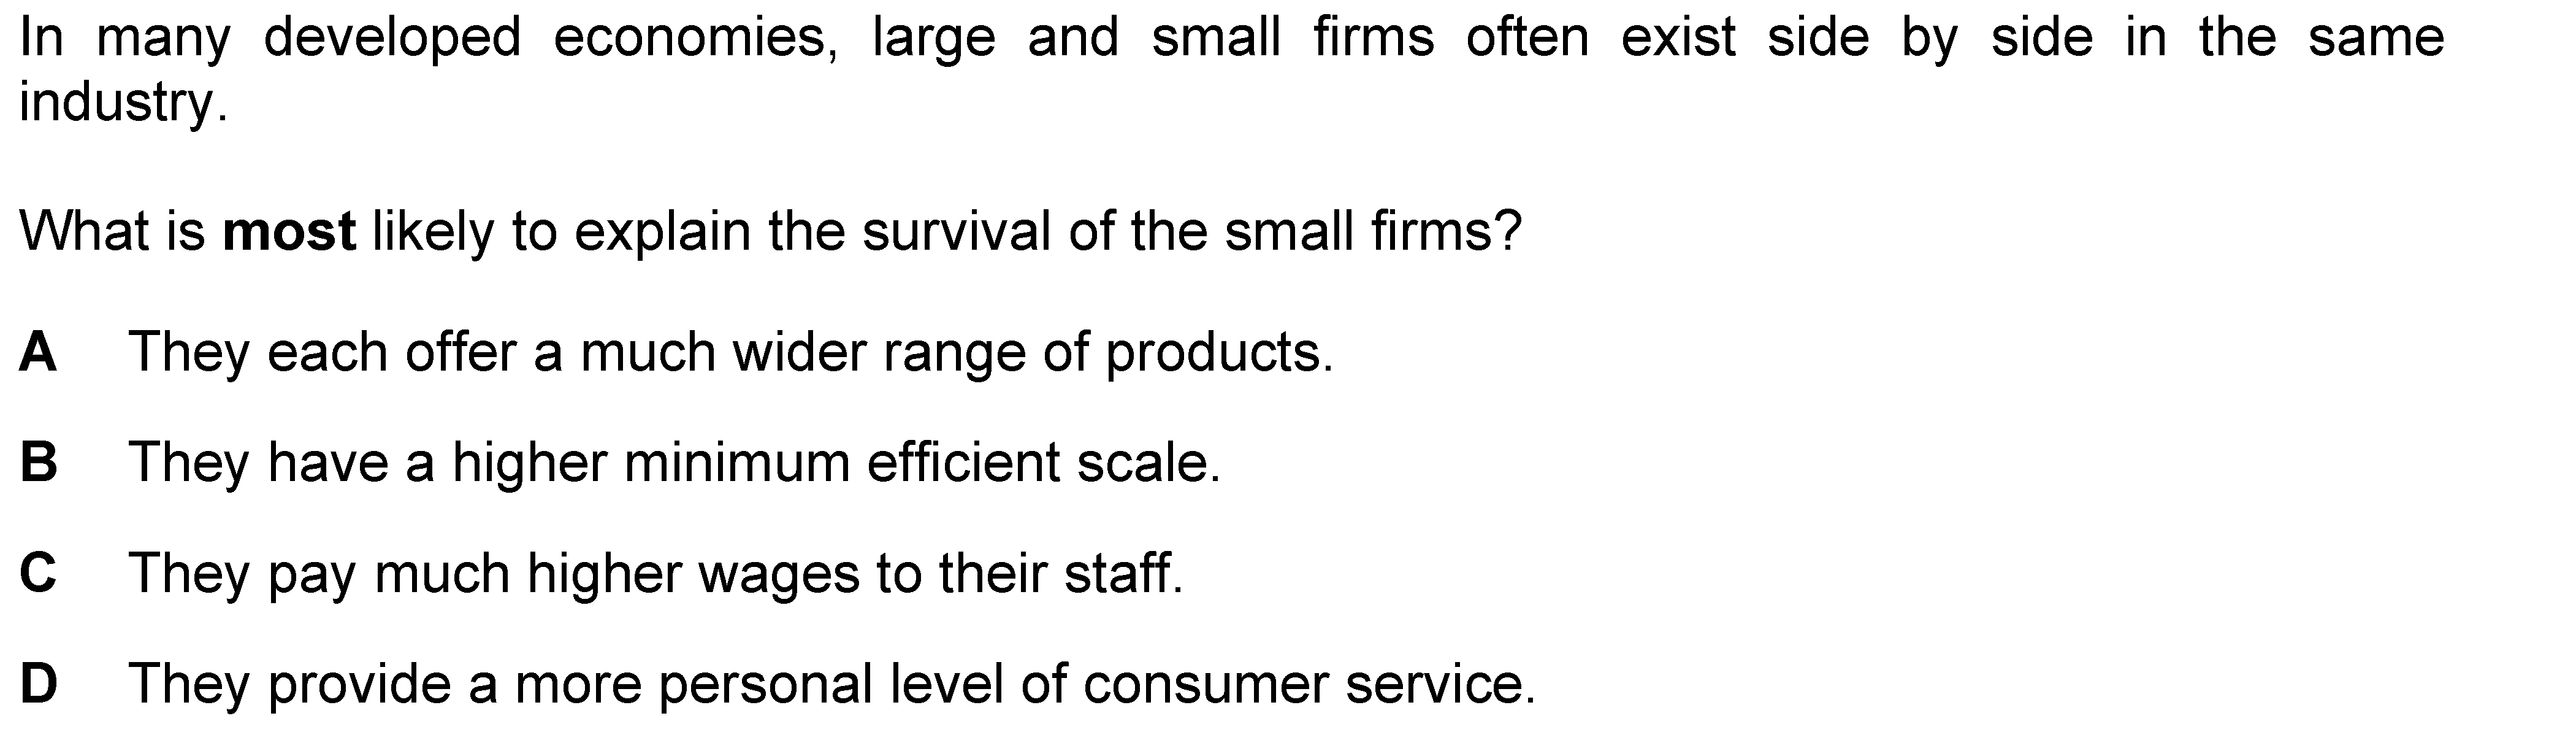 In many developed economies, large and small firms often exist side by side in the same
industry.
What is most likely to explain the survival of the small firms?
A They each offer a much wider range of products.
B They have a higher minimum efficient scale.
C They pay much higher wages to their staff.
D They provide a more personal level of consumer service.